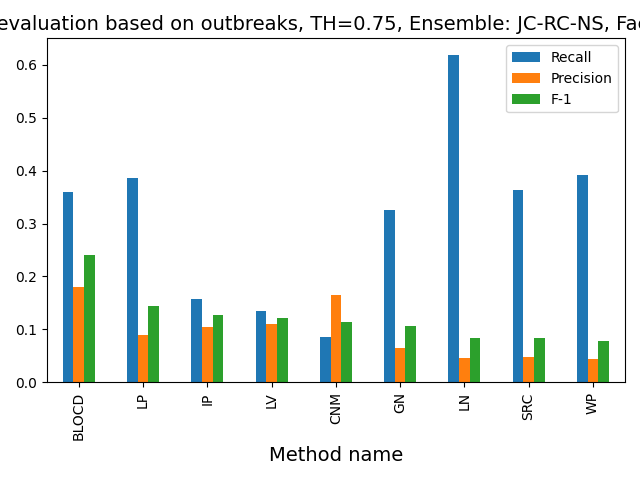 evaluation based on outbreaks, TH=0.75, Ensemble: JC-RC-NS,
Recall
Precision
F-1
0.6
0.5
0.4
0.3
0.2
0.1
0.0
BLOCD
LP
IP
LV
CNM
GN
LN
SRC
WP
Method name